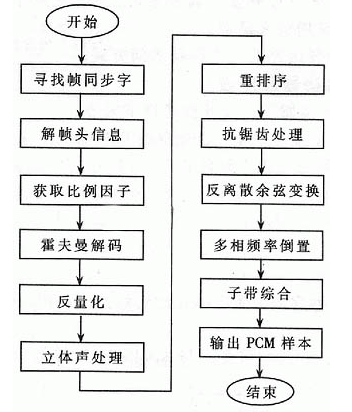 开始
寻找帧同步字
解帧头信息
获取比例因子
霍夫曼解码
反量化
立体声处理
重排序
抗锯齿处理
反离散余弦变换
多相频率倒置
子带综合
输出 PCM 样本
结束